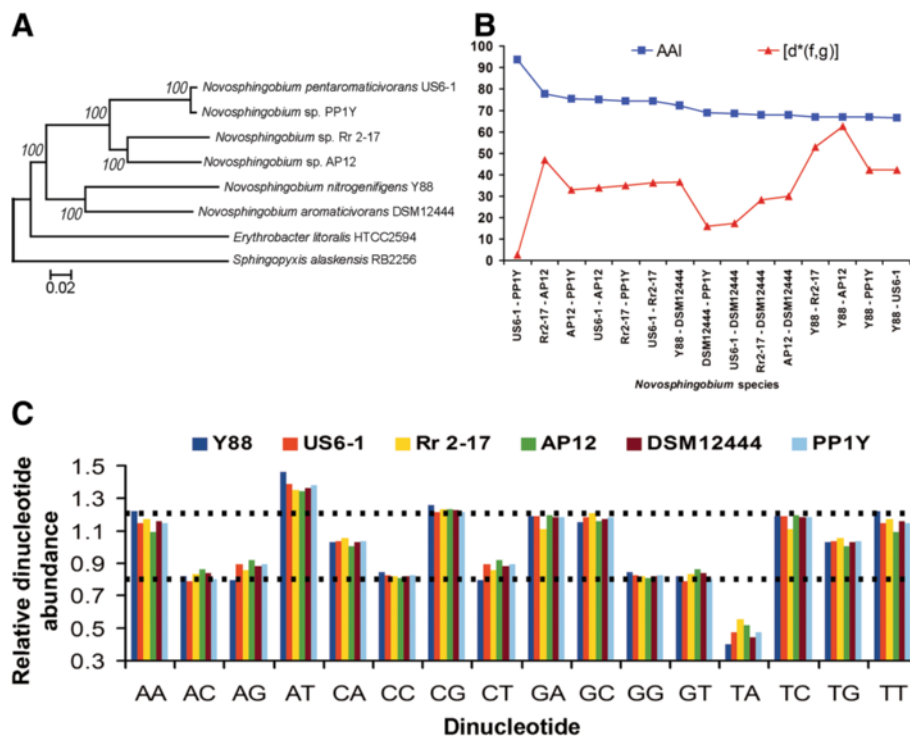 A
100
Novosphingobium pentaromaticivorans US6-1
100
Novosphingobium sp. PP1Y
Novosphingobium sp. Rr 2-17
100
100
Novosphingobium sp. AP12
Novosphingobium nitrogenifigens Y88
100
Novosphingobium aromaticivorans DSM12444
Erythrobacter litoralis HTCC2594
Sphingopyxis alaskensis RB2256
0.02
B
AAI
[d*(f,g)]
100
90
80
70
60
50
40
30
20
10
0
US6-1 - PP1Y
Rr2-17 - AP12
AP12 - PP1Y
US6-1 - AP12
Rr2-17 - PP1Y
US6-1 - Rr2-17
Y88 - DSM12444
DSM12444 - PP1Y
US6-1 - DSM12444
Rr2-17 - DSM12444
AP12 - DSM12444
Y88 - Rr2-17
Y88 - AP12
Y88 - PP1Y
Y88 - US6-1
Novosphingobium species
C
Y88
US6-1
Rr 2-17
AP12
DSM12444
PP1Y
Relative dinucleotide
abundance
1.5
1.3
1.1
0.9
0.7
0.5
0.3
AA AC AG AT CA CC CG CT GA GC GG GT TA TC TG TT
Dinucleotide